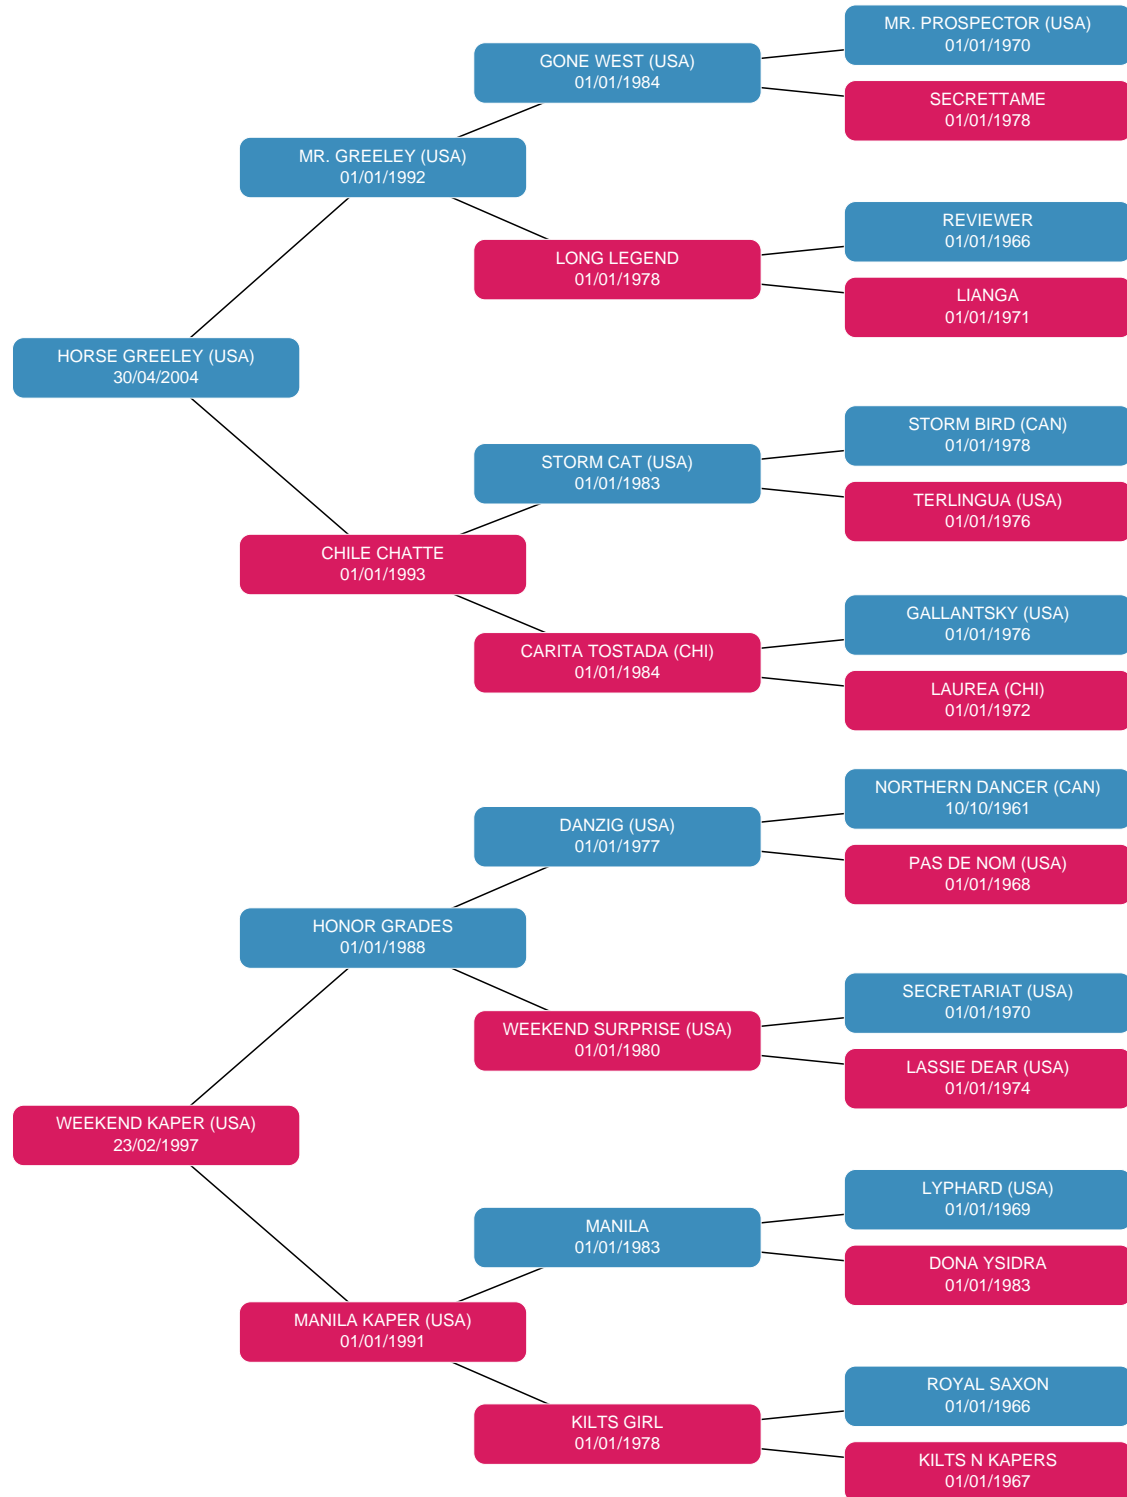 MR. PROSPECTOR (USA)
01/01/1970
GONE WEST (USA)
01/01/1984
SECRETTAME
01/01/1978
MR. GREELEY (USA)
01/01/1992
REVIEWER
01/01/1966
LONG LEGEND
01/01/1978
LIANGA
01/01/1971
HORSE GREELEY (USA)
30/04/2004
STORM BIRD (CAN)
01/01/1978
STORM CAT (USA)
01/01/1983
TERLINGUA (USA)
01/01/1976
CHILE CHATTE
01/01/1993
GALLANTSKY (USA)
01/01/1976
CARITA TOSTADA (CHI)
01/01/1984
LAUREA (CHI)
01/01/1972
NORTHERN DANCER (CAN)
10/10/1961
DANZIG (USA)
01/01/1977
PAS DE NOM (USA)
01/01/1968
HONOR GRADES
01/01/1988
SECRETARIAT (USA)
01/01/1970
WEEKEND SURPRISE (USA)
01/01/1980
LASSIE DEAR (USA)
01/01/1974
WEEKEND KAPER (USA)
23/02/1997
LYPHARD (USA)
01/01/1969
MANILA
01/01/1983
DONA YSIDRA
01/01/1983
MANILA KAPER (USA)
01/01/1991
ROYAL SAXON
01/01/1966
KILTS GIRL
01/01/1978
KILTS N KAPERS
01/01/1967